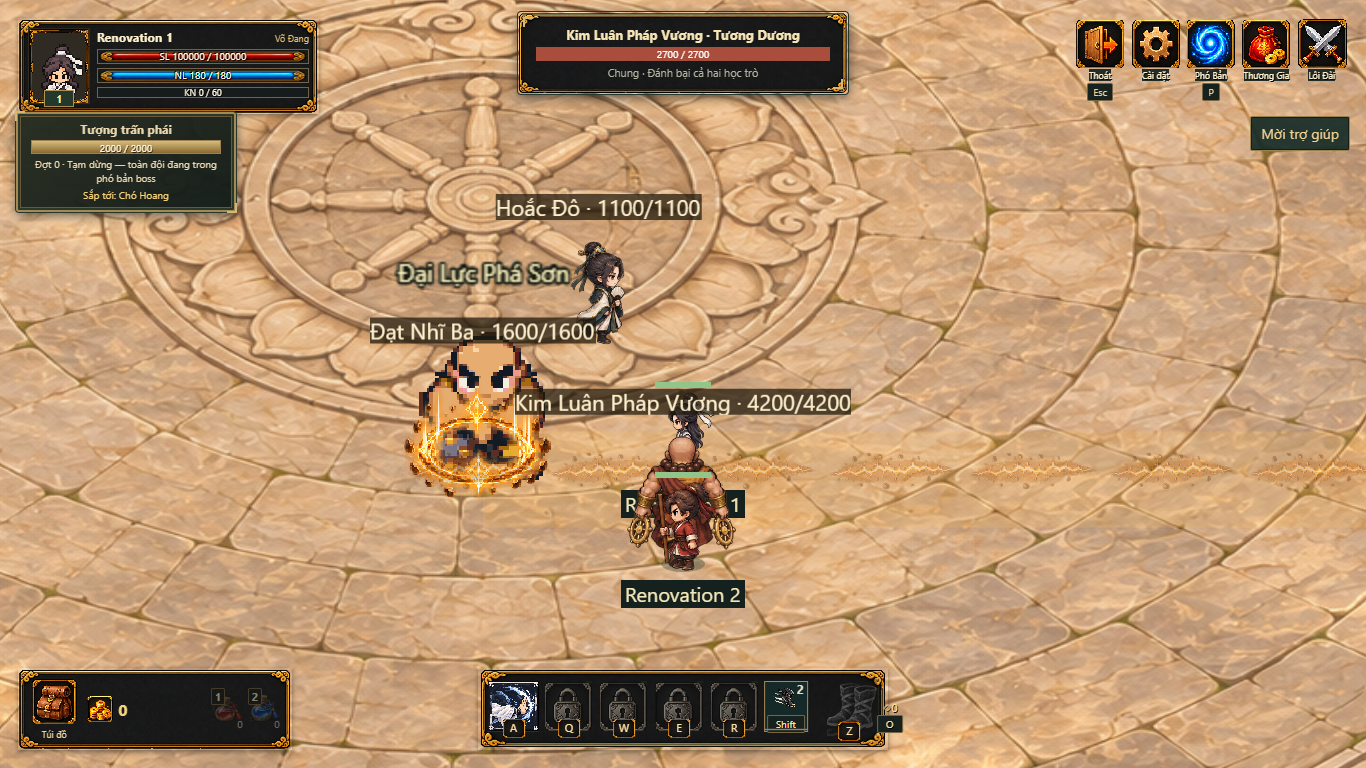 Renovation 1
Võ Đang
SL 100000 / 100000
NL 180 / 180
KN 0 / 60
1
Tượng trấn phái
2000 / 2000
Đợt 0 · Tạm dừng — toàn đội đang trong
phó bản boss
Sắp tới: Chó Hoang
Kim Luân Pháp Vương · Tương Dương
2700 / 2700
Chung · Đánh bại cả hai học trò
Thoát
Cài đặt
Phó Bản
Thương Gia
Lôi Đài
Esc
P
Mời trợ giúp
Hoắc Đô · 1100/1100
Đại Lực Phá Sơn
Đạt Nhĩ Ba · 1600/1600
Kim Luân Pháp Vương · 4200/4200
R 1
Renovation 2
Túi đồ
0
1
0
2
0
A
Q
W
E
R
2
Shift
Z
O